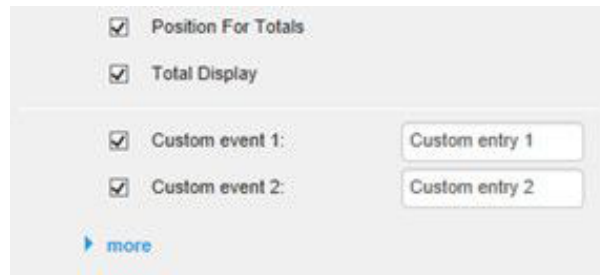 Position For Totals
Total Display
Custom event 1: Custom entry 1
Custom event 2: Custom entry 2
more